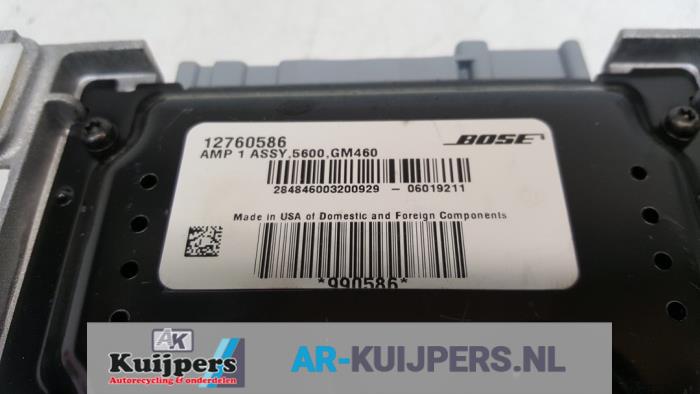 12760586
AMP 1 ASSY,5600,GM460
BOSE
284846003200929 - 06019211
Made in USA of Domestic and Foreign Components
*990586*
AK
Kuijpers
Autorecycling & onderdelen
AR-KUIJPERS.NL